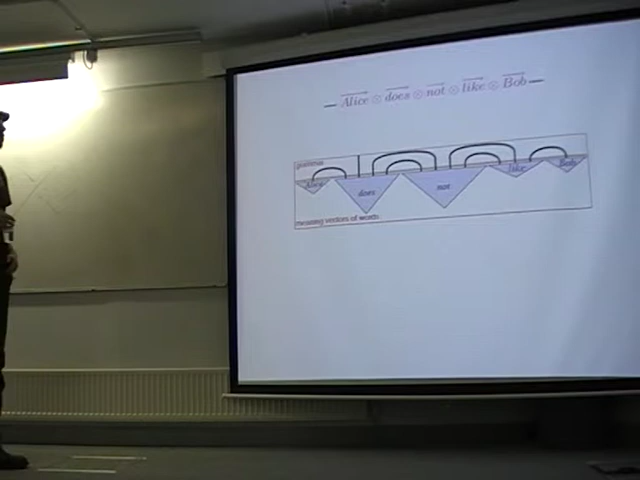 — Alice ⊗ does ⊗ not ⊗ like ⊗ Bob —
grammar
Alice does not like Bob
meaning vectors of words